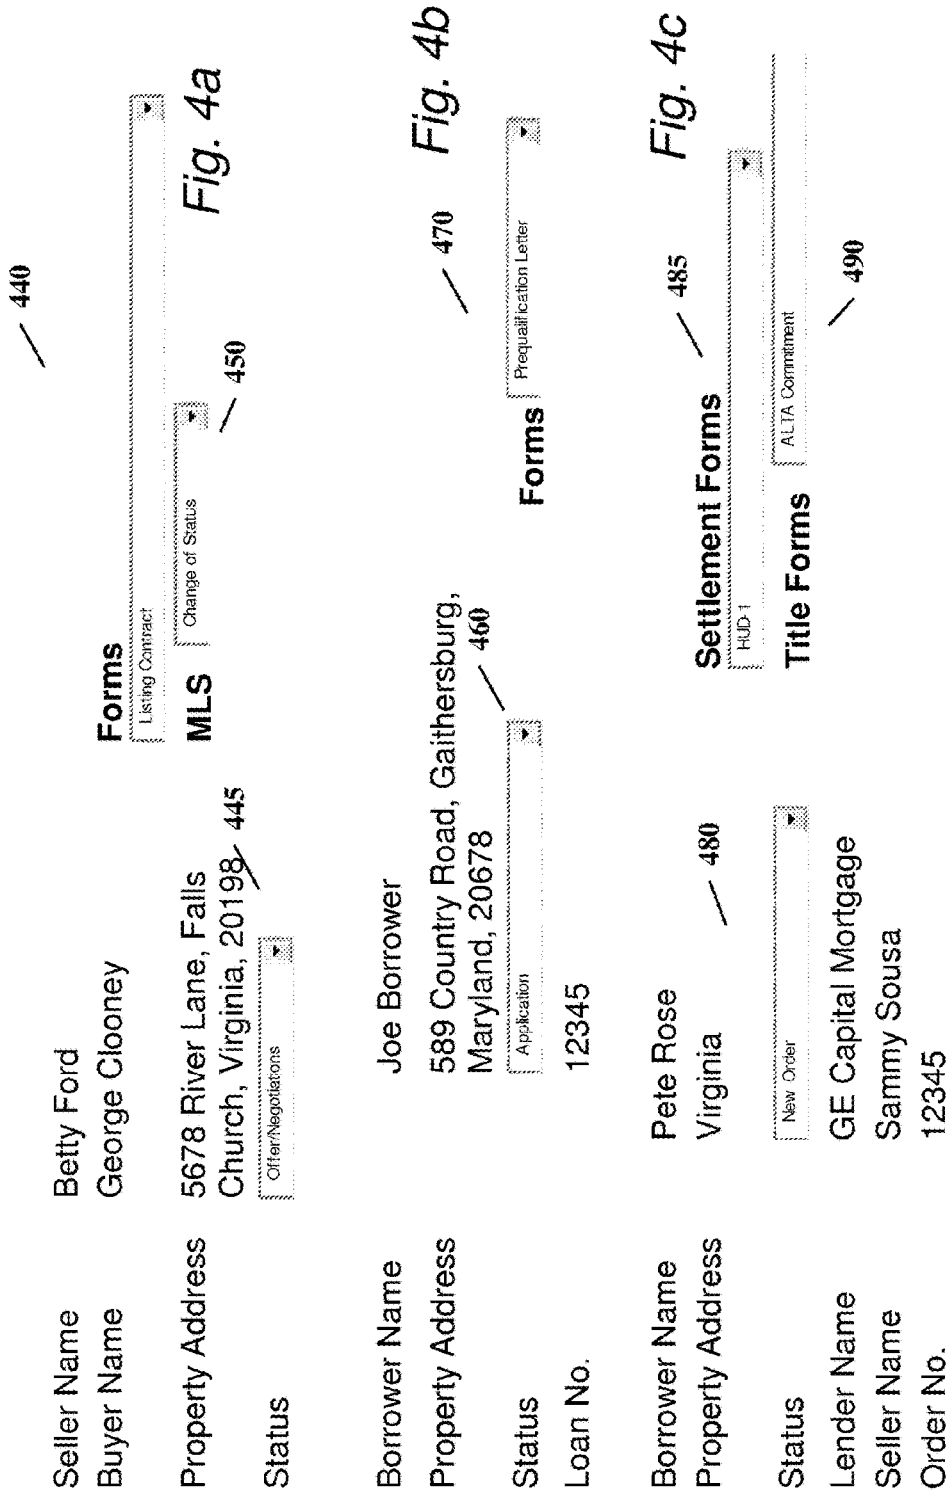 440
Seller Name Betty Ford
Buyer Name George Clooney
Forms
Listing Contract
Property Address 5678 River Lane, Falls
Church, Virginia, 20198
MLS
Change of Status
450
Fig. 4a
445
Status Offer/Negotiatons
Borrower Name Joe Borrower
Property Address 589 Country Road, Gaithersburg,
Maryland, 20678
460
470
Fig. 4b
Status Application
Forms
Prequalification Letter
Loan No. 12345
Borrower Name Pete Rose
Property Address Virginia
480
Settlement Forms
485
Fig. 4c
HUD-1
Status New Order
Title Forms
ALTA Commitment
490
Lender Name GE Capital Mortgage
Seller Name Sammy Sousa
Order No. 12345